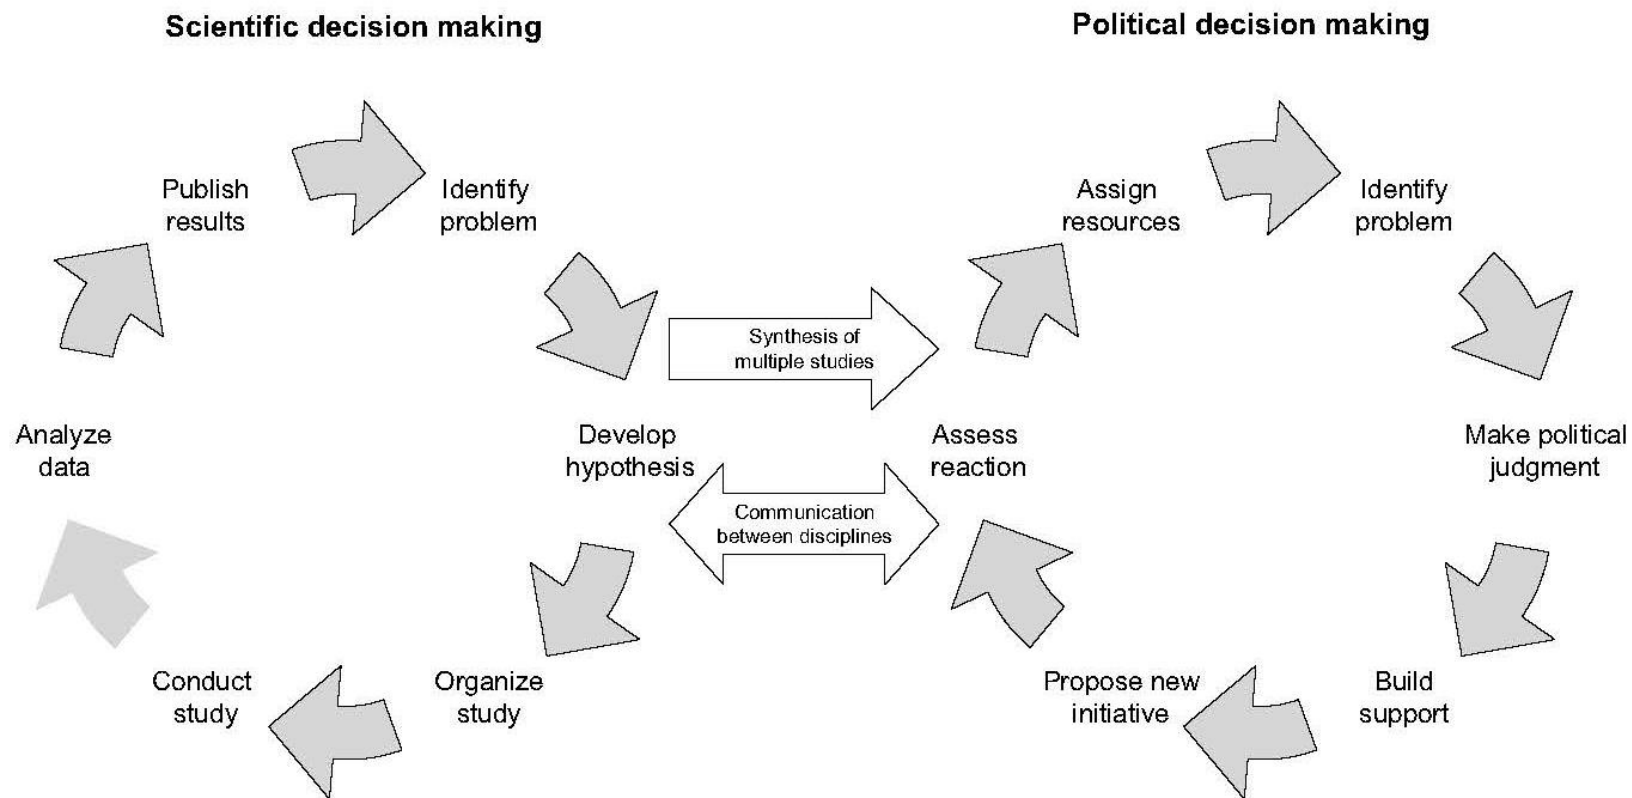 Scientific decision making
Political decision making
Publish
results
Identify
problem
Develop
hypothesis
Organize
study
Conduct
study
Analyze
data
Synthesis of
multiple studies
Communication
between disciplines
Assign
resources
Identify
problem
Make political
judgment
Build
support
Propose new
initiative
Assess
reaction